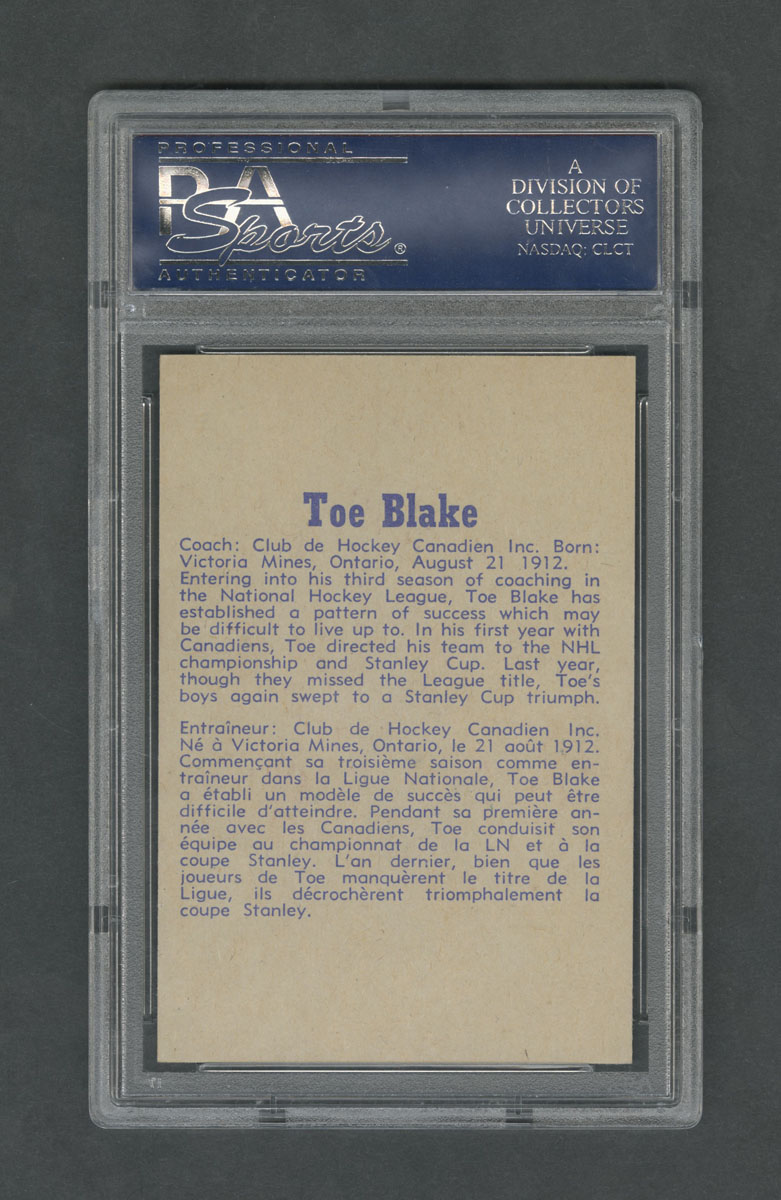 PROFESSIONAL
PSA
Sports®
AUTHENTICATOR
A
DIVISION OF
COLLECTORS
UNIVERSE
NASDAQ: CLCT
Toe Blake
Coach: Club de Hockey Canadien Inc. Born:
Victoria Mines, Ontario, August 21 1912.
Entering into his third season of coaching in
the National Hockey League, Toe Blake has
established a pattern of success which may
be difficult to live up to. In his first year with
Canadiens, Toe directed his team to the NHL
championship and Stanley Cup. Last year,
though they missed the League title, Toe's
boys again swept to a Stanley Cup triumph.
Entraîneur: Club de Hockey Canadien Inc.
Né à Victoria Mines, Ontario, le 21 août 1912.
Commençant sa troisième saison comme en-
traîneur dans la Ligue Nationale, Toe Blake
a établi un modèle de succès qui peut être
difficile d'atteindre. Pendant sa première an-
née avec les Canadiens, Toe conduisit son
équipe au championnat de la LN et à la
coupe Stanley. L'an dernier, bien que les
joueurs de Toe manquèrent le titre de la
Ligue, ils décrochèrent triomphalement la
coupe Stanley.